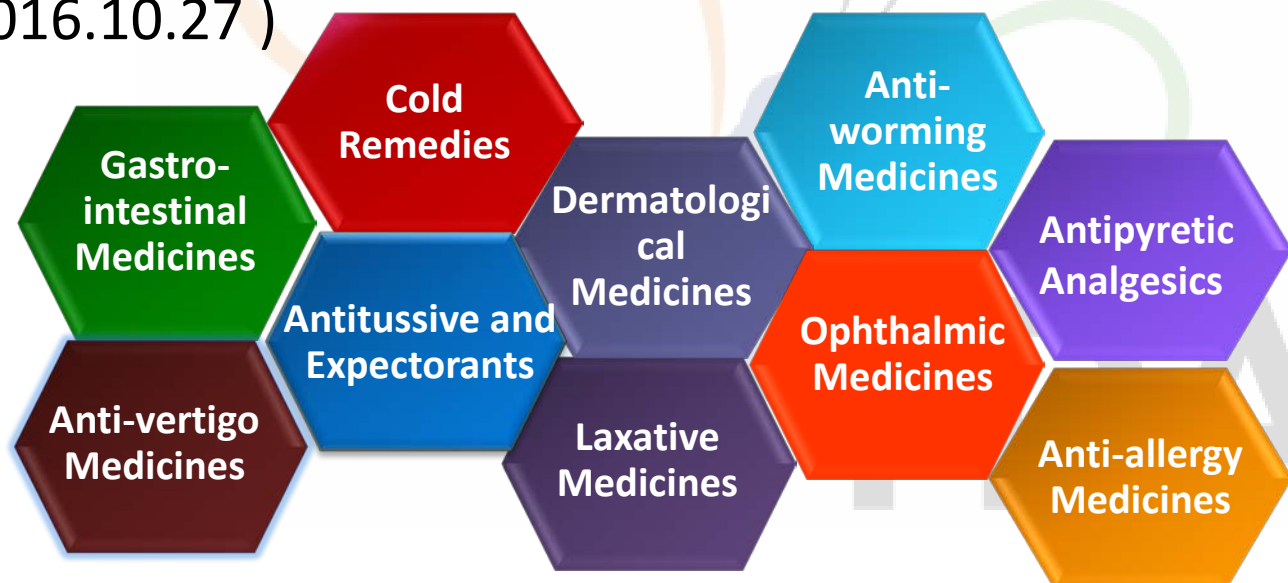 016.10.27 )
Cold
Remedies
Anti-
worming
Medicines
Gastro-
intestinal
Medicines
Dermatologi
cal
Medicines
Antipyretic
Analgesics
Antitussive and
Expectorants
Ophthalmic
Medicines
Anti-vertigo
Medicines
Laxative
Medicines
Anti-allergy
Medicines